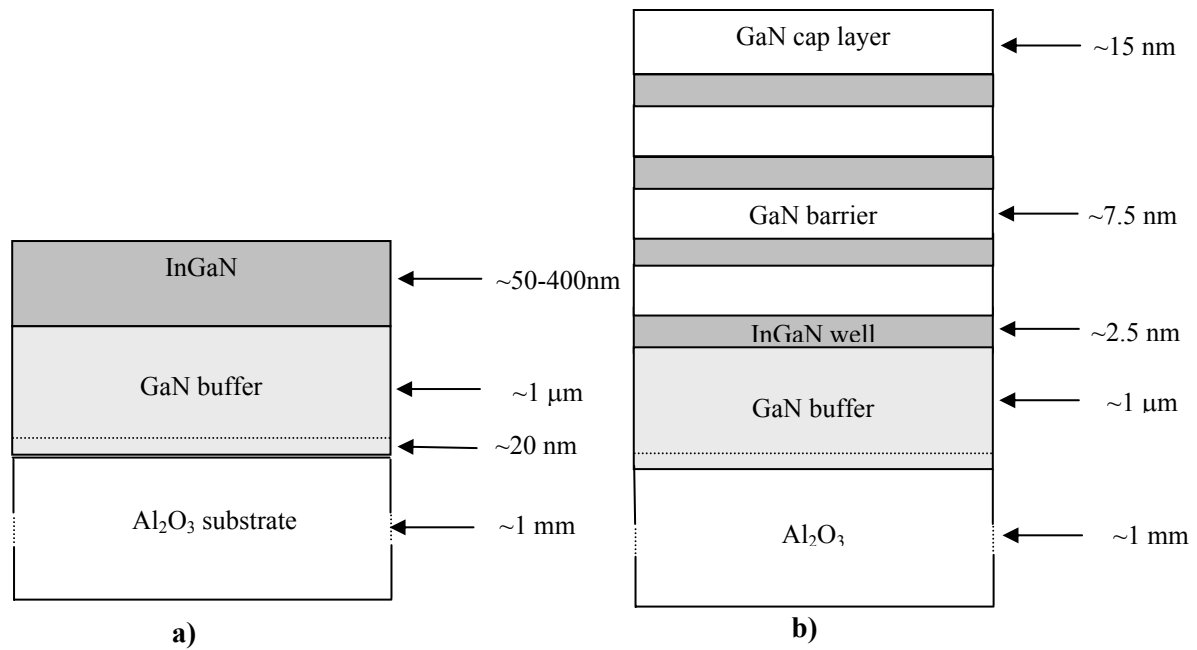 InGaN
~50-400nm
GaN buffer
~1 μm
~20 nm
Al₂O₃ substrate
~1 mm
a)
GaN cap layer
~15 nm
GaN barrier
~7.5 nm
InGaN well
~2.5 nm
GaN buffer
~1 μm
Al₂O₃
~1 mm
b)